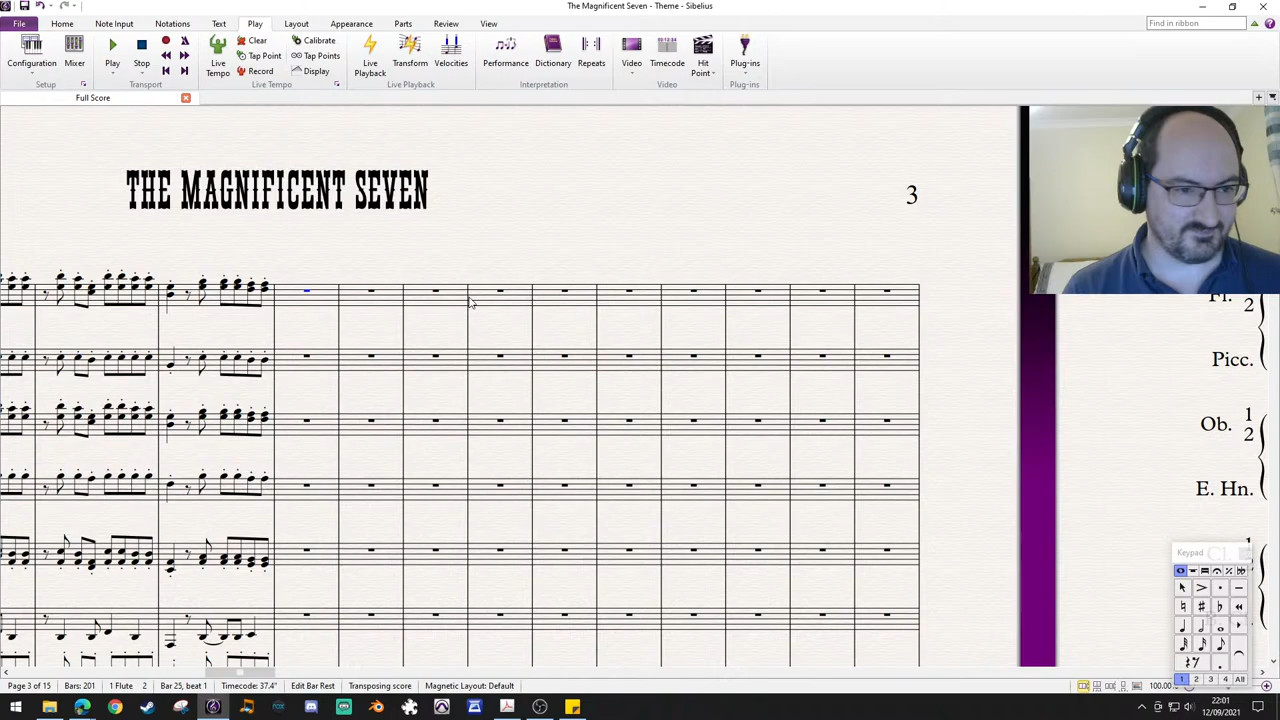 The Magnificent Seven - Theme - Sibelius
File Home Note Input Notations Text Play Layout Appearance Parts Review View Find in ribbon
Clear Calibrate
Tap Point Tap Points
Record Display
Configuration Mixer Play Stop Live Tempo Live Playback Transform Velocities Performance Dictionary Repeats Video Timecode Hit Point Plug-ins
Setup Transport Live Tempo Live Playback Interpretation Video Plug-ins
Full Score
THE MAGNIFICENT SEVEN
3
Fl. 2
Picc.
Ob. 1 2
E. Hn.
1
Keypad
1 2 3 4 All
Page 3 of 15 Bars: 201 1 Flute 2 Bar 25, beat 1 Timecode: 37.4" Edit Bar Rest Transposing score Magnetic Layout: Default 100.00
22:01
12/09/2021